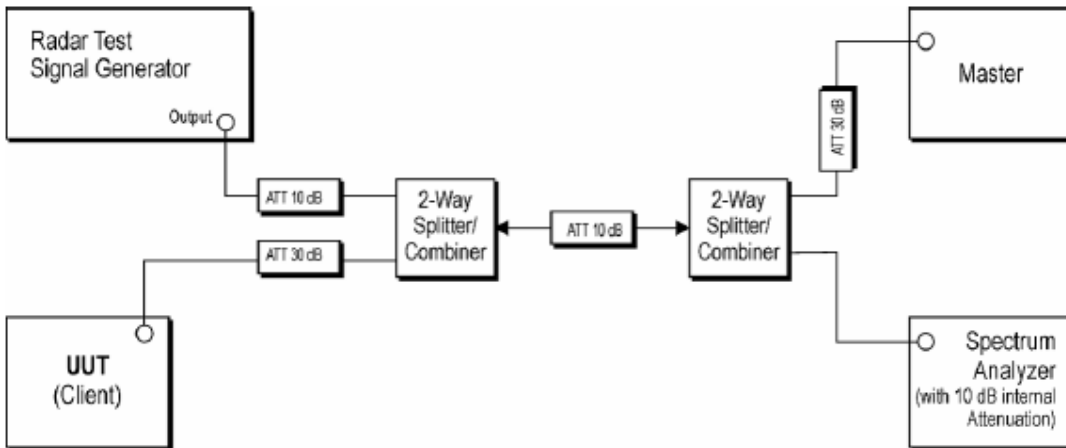 Radar Test
Signal Generator
Output
ATT 10 dB
ATT 30 dB
UUT
(Client)
2-Way
Splitter/
Combiner
ATT 10 dB
2-Way
Splitter/
Combiner
ATT 30 dB
Master
Spectrum
Analyzer
(with 10 dB internal
Attenuation)